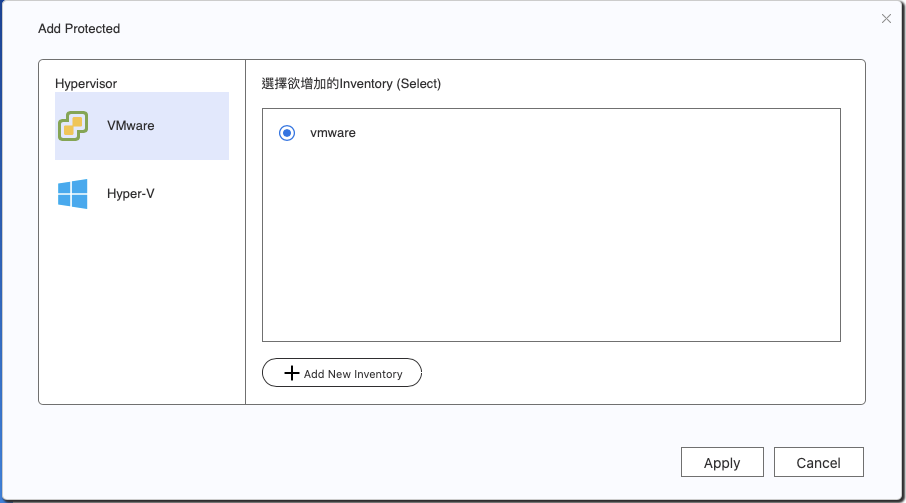 Add Protected
Hypervisor
VMware
Hyper-V
選擇欲增加的Inventory (Select)
vmware
Add New Inventory
Apply
Cancel